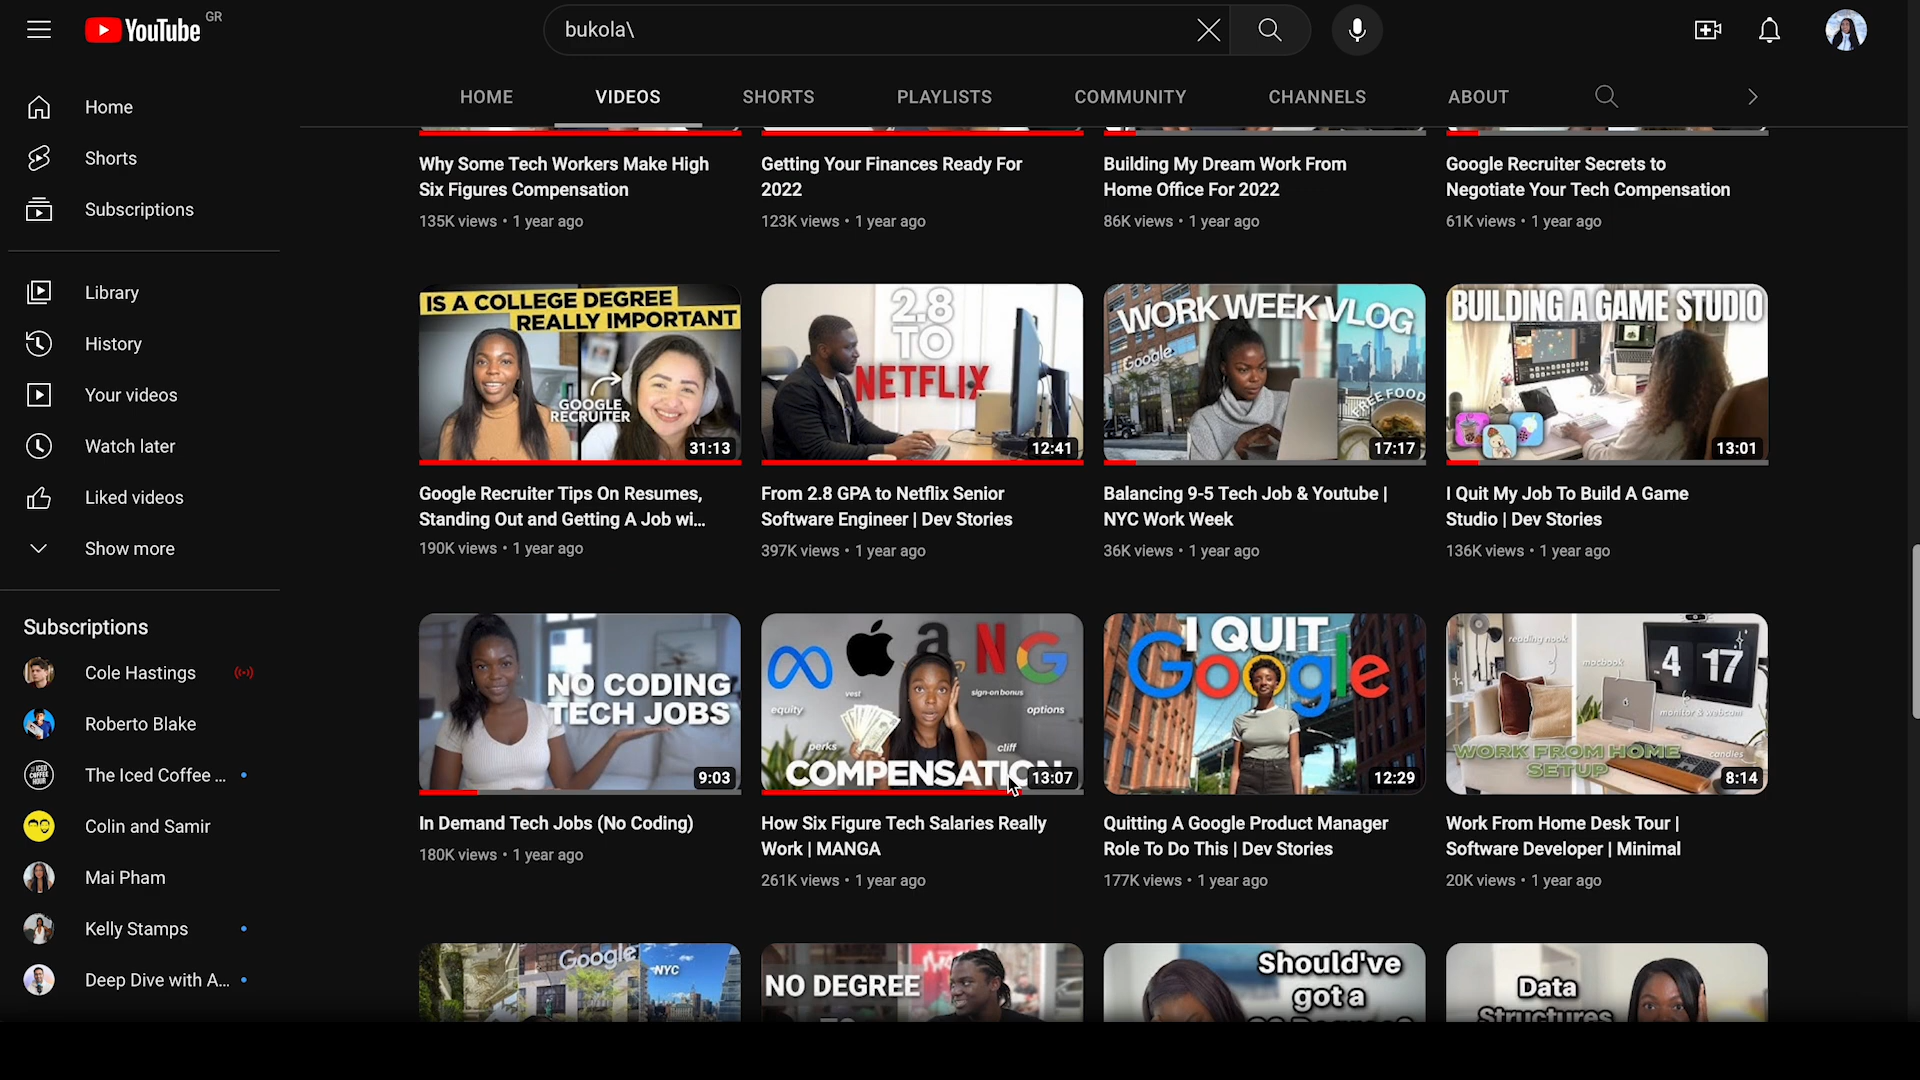 YouTube GR
bukola\
Home
Shorts
Subscriptions
Library
History
Your videos
Watch later
Liked videos
Show more
Subscriptions
Cole Hastings
Roberto Blake
The Iced Coffee ...
Colin and Samir
Mai Pham
Kelly Stamps
Deep Dive with A...
HOME VIDEOS SHORTS PLAYLISTS COMMUNITY CHANNELS ABOUT
Why Some Tech Workers Make High
Six Figures Compensation
135K views • 1 year ago
Getting Your Finances Ready For
2022
123K views • 1 year ago
Building My Dream Work From
Home Office For 2022
86K views • 1 year ago
Google Recruiter Secrets to
Negotiate Your Tech Compensation
61K views • 1 year ago
IS A COLLEGE DEGREE
REALLY IMPORTANT
GOOGLE
RECRUITER
31:13
Google Recruiter Tips On Resumes,
Standing Out and Getting A Job wi...
190K views • 1 year ago
2.8
TO
NETFLIX
12:41
From 2.8 GPA to Netflix Senior
Software Engineer | Dev Stories
397K views • 1 year ago
WORK WEEK VLOG
Google
FREE FOOD
17:17
Balancing 9-5 Tech Job & Youtube |
NYC Work Week
36K views • 1 year ago
BUILDING A GAME STUDIO
13:01
I Quit My Job To Build A Game
Studio | Dev Stories
136K views • 1 year ago
NO CODING
TECH JOBS
9:03
In Demand Tech Jobs (No Coding)
180K views • 1 year ago
a N G
vest
sign-on bonus
equity
options
perks
cliff
COMPENSATION
13:07
How Six Figure Tech Salaries Really
Work | MANGA
261K views • 1 year ago
I QUIT
Google
12:29
Quitting A Google Product Manager
Role To Do This | Dev Stories
177K views • 1 year ago
reading nook
macbook
4 17
monitor & webcam
WORK FROM HOME
SETUP
candies
8:14
Work From Home Desk Tour |
Software Developer | Minimal
20K views • 1 year ago
Google
NYC
NO DEGREE
Should've
got a
Data
Structures